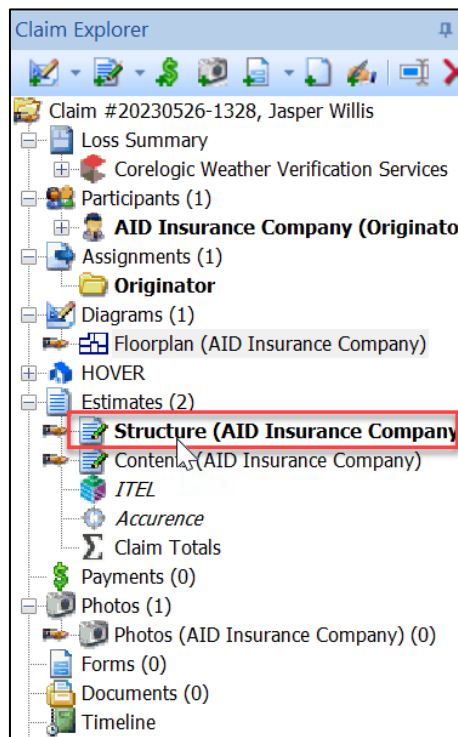 Claim Explorer
Claim #20230526-1328, Jasper Willis
Loss Summary
Corelogic Weather Verification Services
Participants (1)
AID Insurance Company (Originato
Assignments (1)
Originator
Diagrams (1)
Floorplan (AID Insurance Company)
HOVER
Estimates (2)
Structure (AID Insurance Company
Contents (AID Insurance Company)
ITEL
Accurence
Σ Claim Totals
Payments (0)
Photos (1)
Photos (AID Insurance Company) (0)
Forms (0)
Documents (0)
Timeline